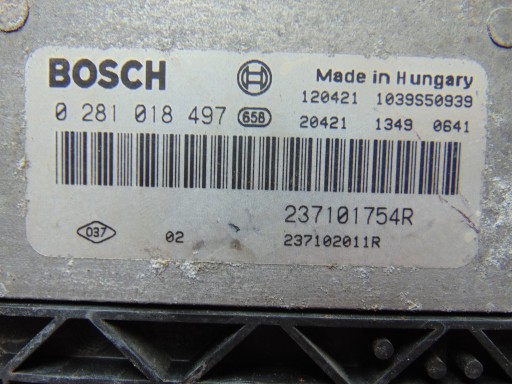 BOSCH
Made in Hungary
120421 1039S50939
0 281 018 497 658
20421 1349 0641
237101754R
037 02 237102011R